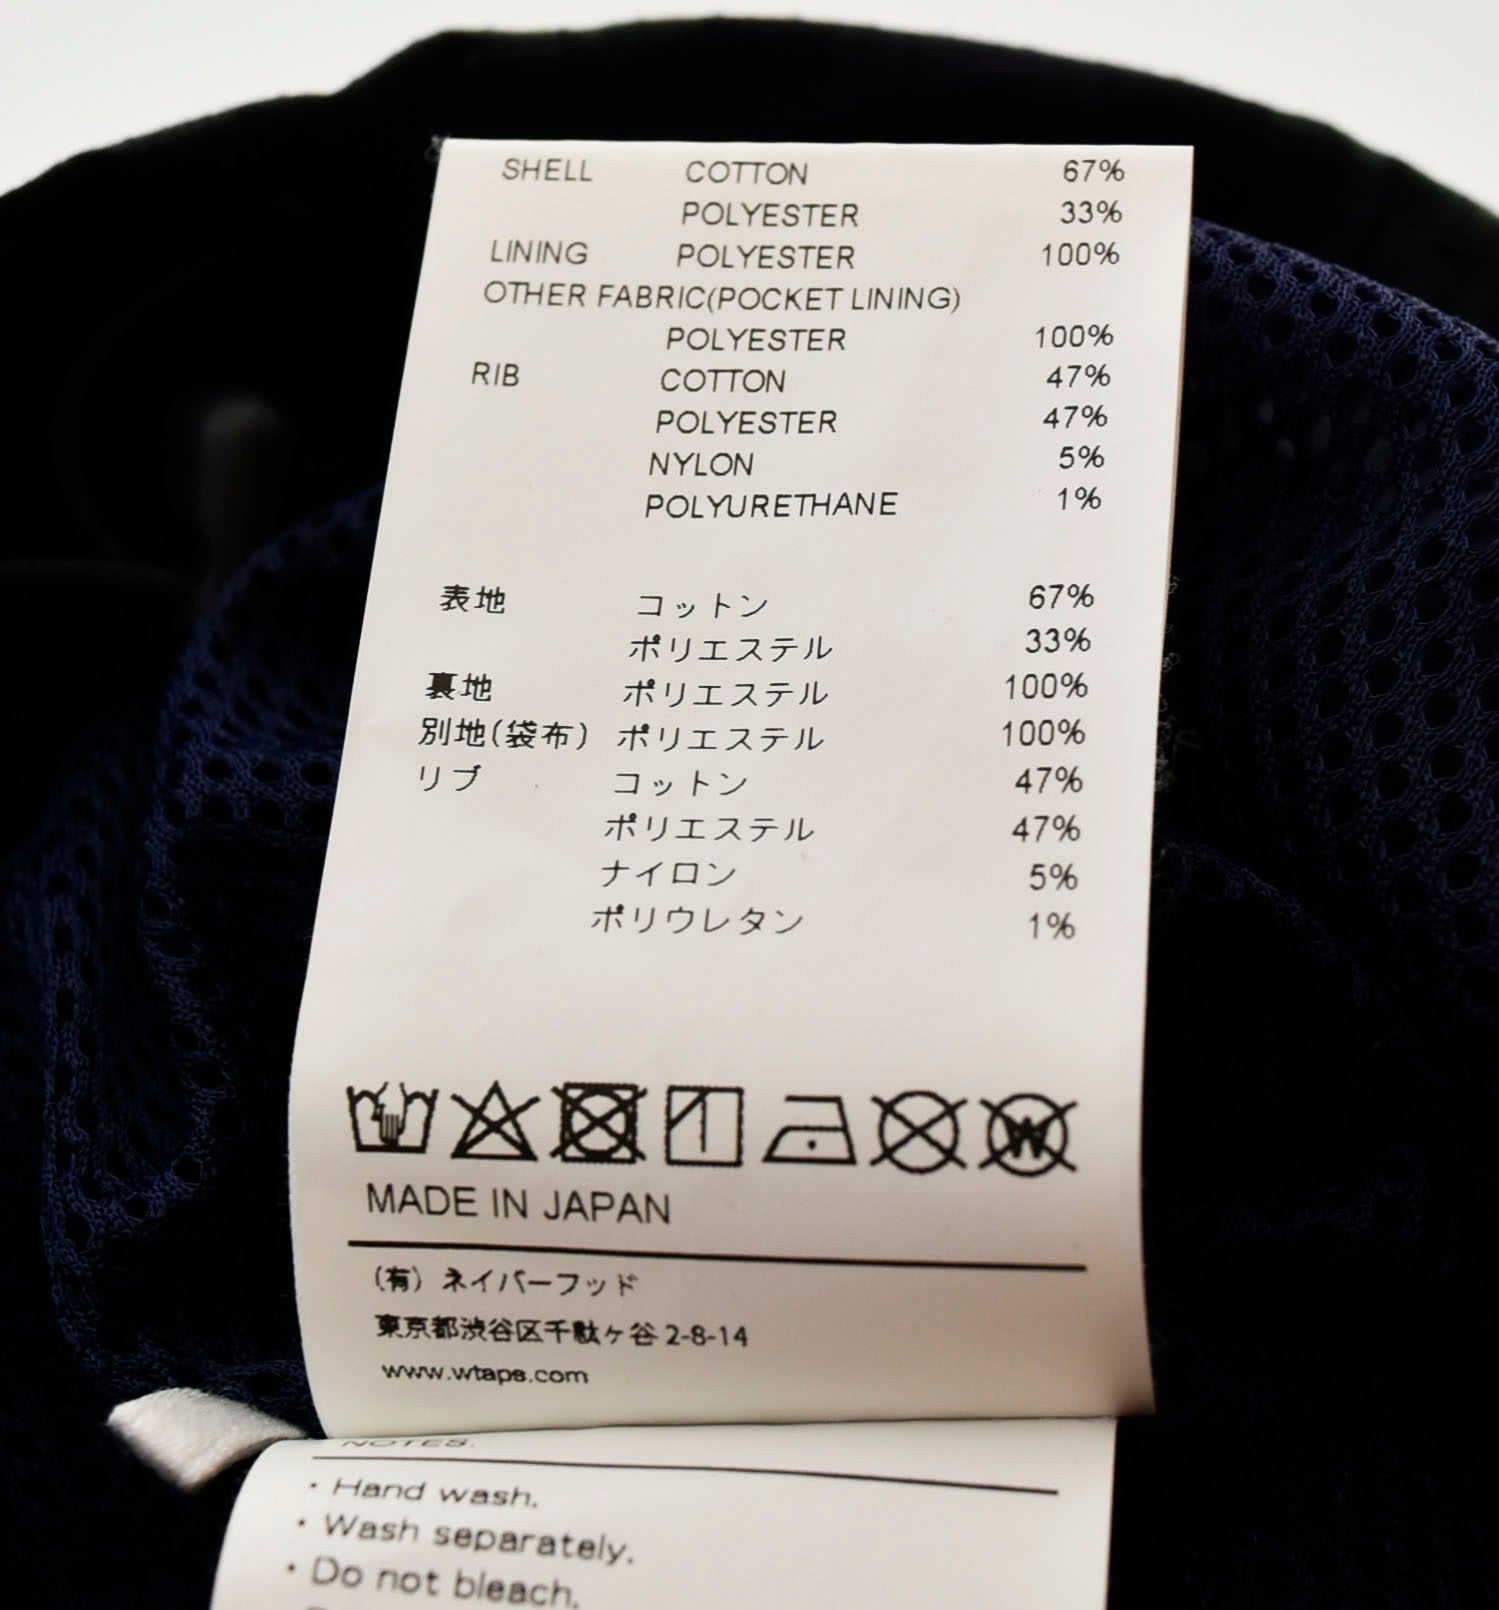 SHELL COTTON 67%
POLYESTER 33%
LINING POLYESTER 100%
OTHER FABRIC(POCKET LINING)
POLYESTER 100%
RIB COTTON 47%
POLYESTER 47%
NYLON 5%
POLYURETHANE 1%
表地 コットン 67%
ポリエステル 33%
裏地 ポリエステル 100%
別地(袋布) ポリエステル 100%
リブ コットン 47%
ポリエステル 47%
ナイロン 5%
ポリウレタン 1%
W
MADE IN JAPAN
(有) ネイバーフッド
東京都渋谷区千駄ヶ谷 2-8-14
www.wtaps.com
NOTES:
・Hand wash.
・Wash separately.
・Do not bleach.